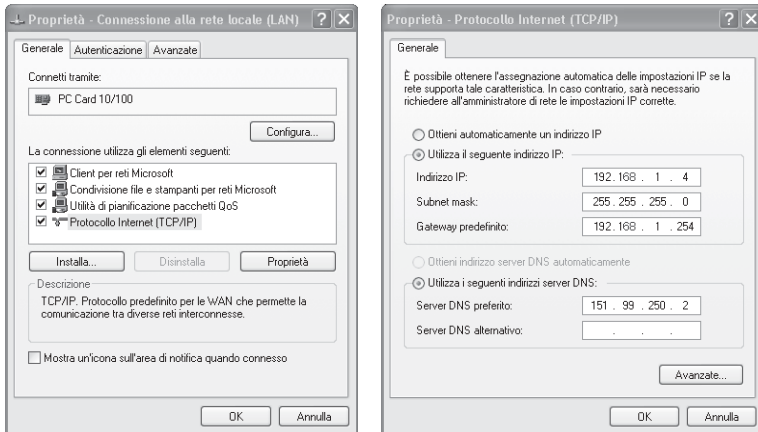 Proprietà - Connessione alla rete locale (LAN)
Generale Autenticazione Avanzate
Connetti tramite:
PC Card 10/100
Configura...
La connessione utilizza gli elementi seguenti:
Client per reti Microsoft
Condivisione file e stampanti per reti Microsoft
Utilità di pianificazione pacchetti QoS
Protocollo Internet (TCP/IP)
Installa... Disinstalla Proprietà
Descrizione
TCP/IP. Protocollo predefinito per le WAN che permette la
comunicazione tra diverse reti interconnesse.
Mostra un'icona sull'area di notifica quando connesso
OK Annulla
Proprietà - Protocollo Internet (TCP/IP)
Generale
È possibile ottenere l'assegnazione automatica delle impostazioni IP se la
rete supporta tale caratteristica. In caso contrario, sarà necessario
richiedere all'amministratore di rete le impostazioni IP corrette.
Ottieni automaticamente un indirizzo IP
Utilizza il seguente indirizzo IP:
Indirizzo IP: 192.168 . 1 . 4
Subnet mask: 255.255.255. 0
Gateway predefinito: 192.168 . 1 .254
Ottieni indirizzo server DNS automaticamente
Utilizza i seguenti indirizzi server DNS:
Server DNS preferito: 151 . 99 .250 . 2
Server DNS alternativo: . . .
Avanzate...
OK Annulla